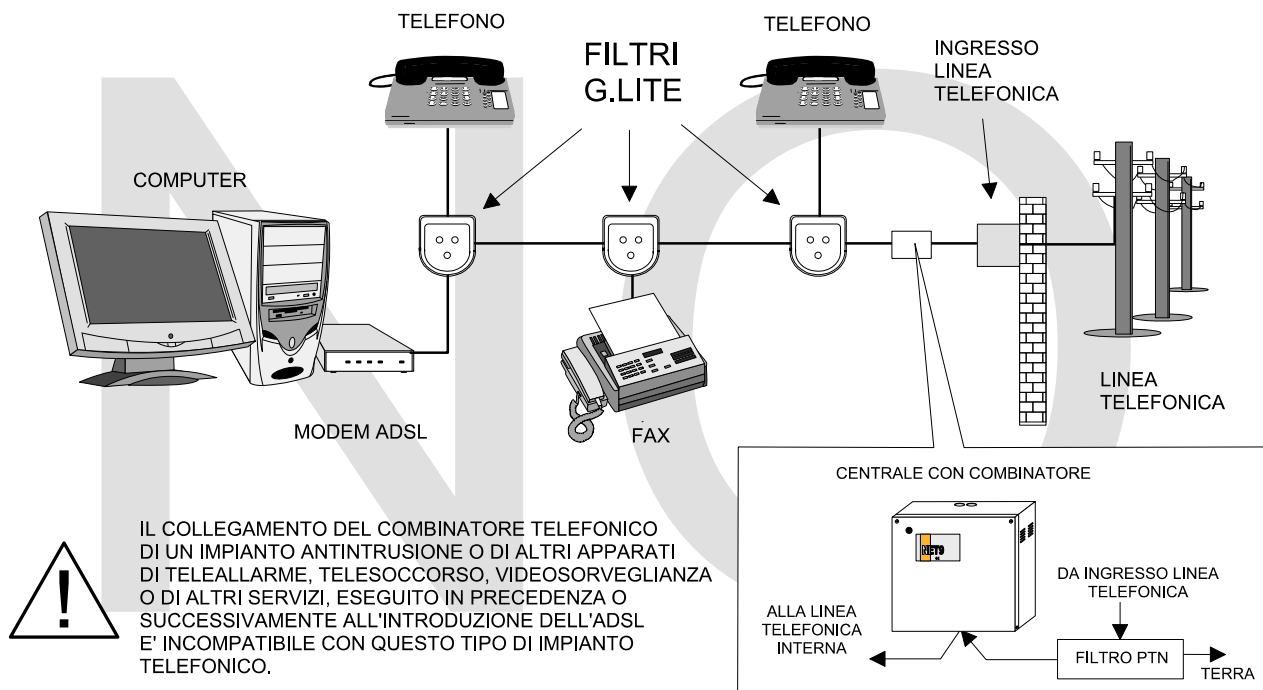 TELEFONO
FILTRI
G.LITE
TELEFONO
INGRESSO
LINEA
TELEFONICA
COMPUTER
MODEM ADSL
FAX
LINEA
TELEFONICA
NO
IL COLLEGAMENTO DEL COMBINATORE TELEFONICO
DI UN IMPIANTO ANTINTRUSIONE O DI ALTRI APPARATI
DI TELEALLARME, TELESOCCORSO, VIDEOSORVEGLIANZA
O DI ALTRI SERVIZI, ESEGUITO IN PRECEDENZA O
SUCCESSIVAMENTE ALL'INTRODUZIONE DELL'ADSL
E' INCOMPATIBILE CON QUESTO TIPO DI IMPIANTO
TELEFONICO.
!
CENTRALE CON COMBINATORE
NET9
ALLA LINEA
TELEFONICA
INTERNA
DA INGRESSO LINEA
TELEFONICA
FILTRO PTN
TERRA